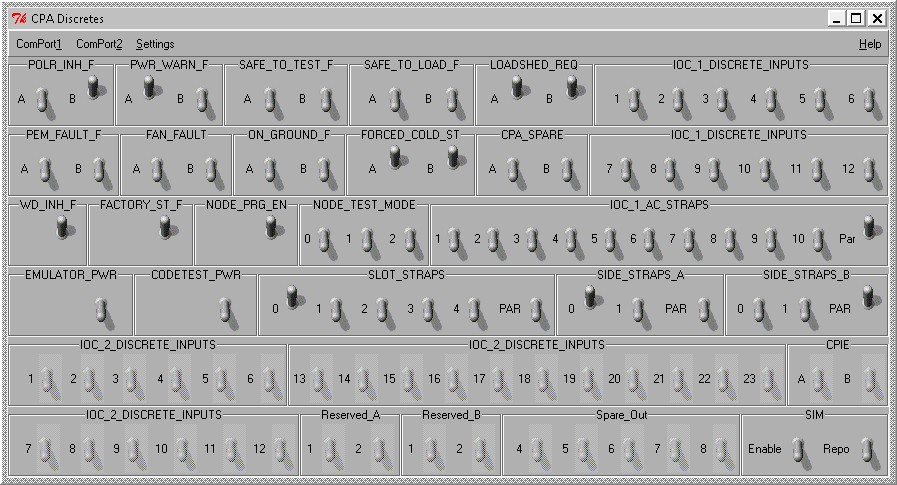 CPA Discretes
ComPort1 ComPort2 Settings Help
POLR_INH_F PWR_WARN_F SAFE_TO_TEST_F SAFE_TO_LOAD_F LOADSHED_REQ IOC_1_DISCRETE_INPUTS
A B A B A B A B A B 1 2 3 4 5 6
PEM_FAULT_F FAN_FAULT ON_GROUND_F FORCED_COLD_ST CPA_SPARE IOC_1_DISCRETE_INPUTS
A B A B A B A B A B 7 8 9 10 11 12
WD_INH_F FACTORY_ST_F NODE_PRG_EN NODE_TEST_MODE IOC_1_AC_STRAPS
0 1 2 1 2 3 4 5 6 7 8 9 10 Par
EMULATOR_PWR CODETEST_PWR SLOT_STRAPS SIDE_STRAPS_A SIDE_STRAPS_B
0 1 2 3 4 PAR 0 1 PAR 0 1 PAR
IOC_2_DISCRETE_INPUTS IOC_2_DISCRETE_INPUTS CPIE
1 2 3 4 5 6 13 14 15 16 17 18 19 20 21 22 23 A B
IOC_2_DISCRETE_INPUTS Reserved_A Reserved_B Spare_Out SIM
7 8 9 10 11 12 1 2 1 2 4 5 6 7 8 Enable Repo